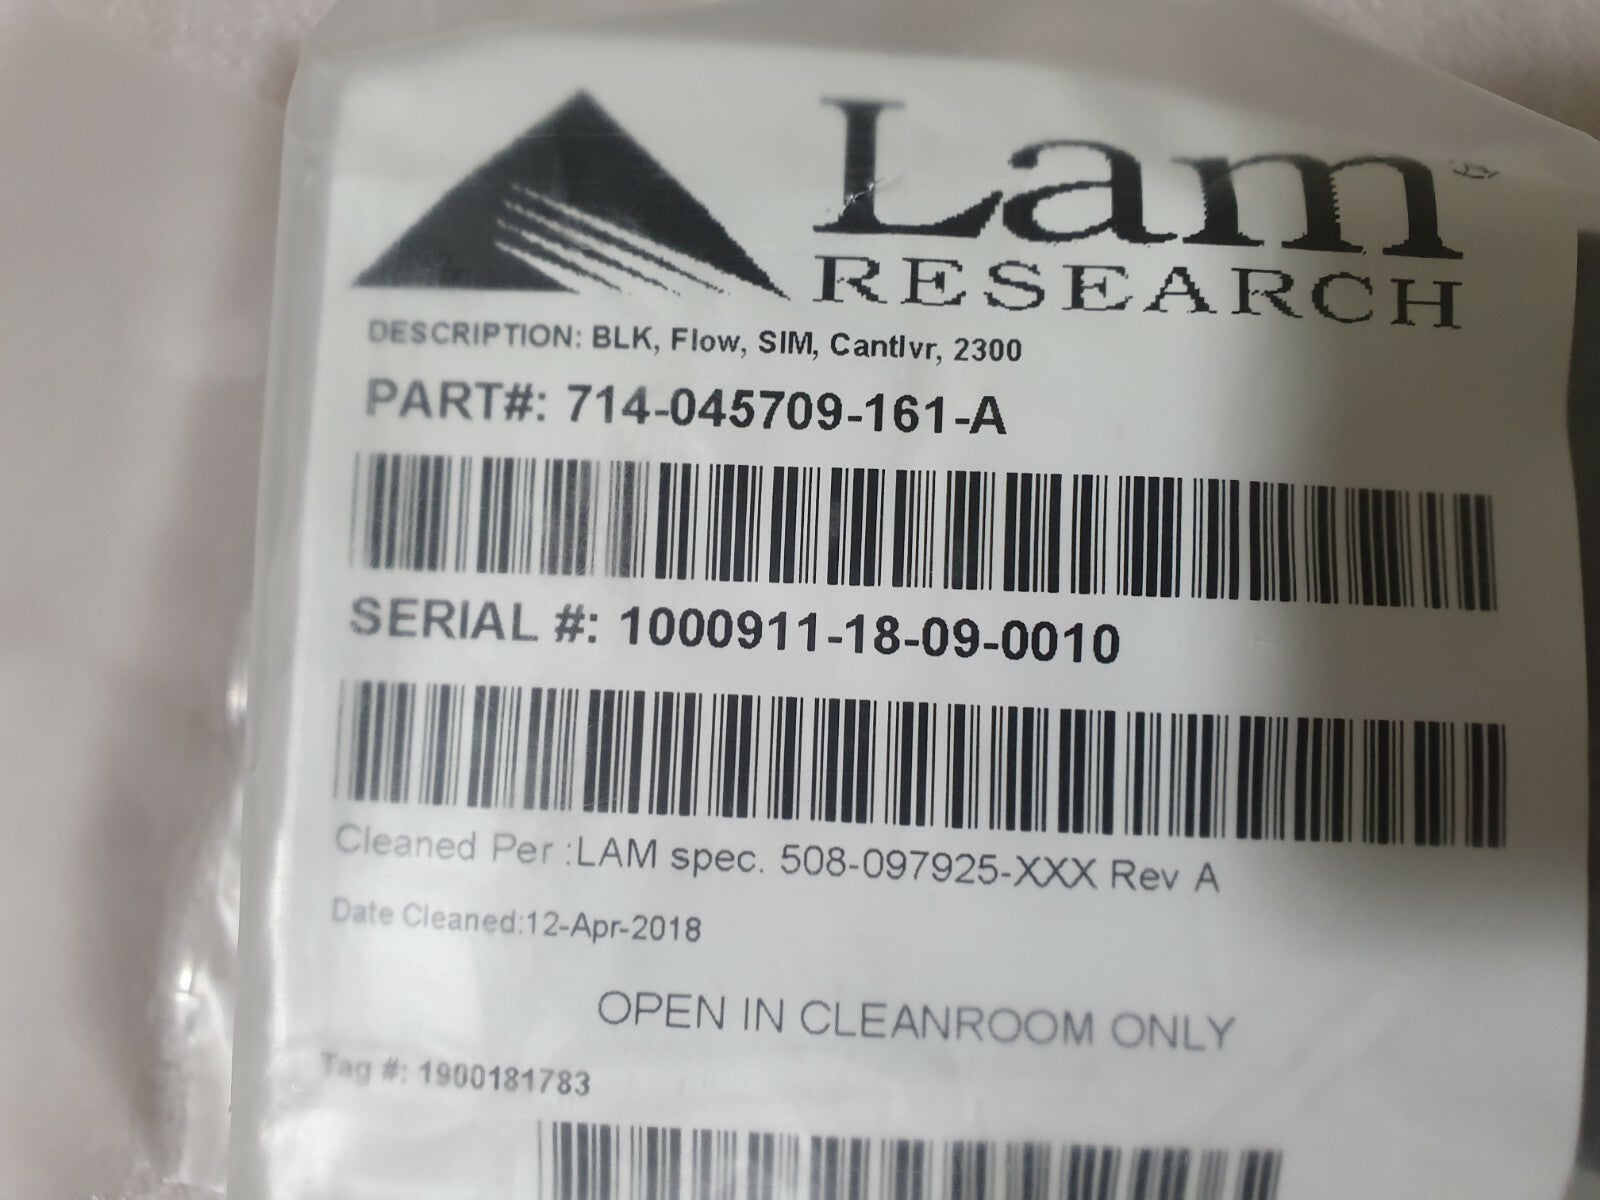 Lam®
RESEARCH
DESCRIPTION: BLK, Flow, SIM, Cantlvr, 2300
PART#: 714-045709-161-A
SERIAL #: 1000911-18-09-0010
Cleaned Per :LAM spec. 508-097925-XXX Rev A
Date Cleaned:12-Apr-2018
OPEN IN CLEANROOM ONLY
Tag #: 1900181783